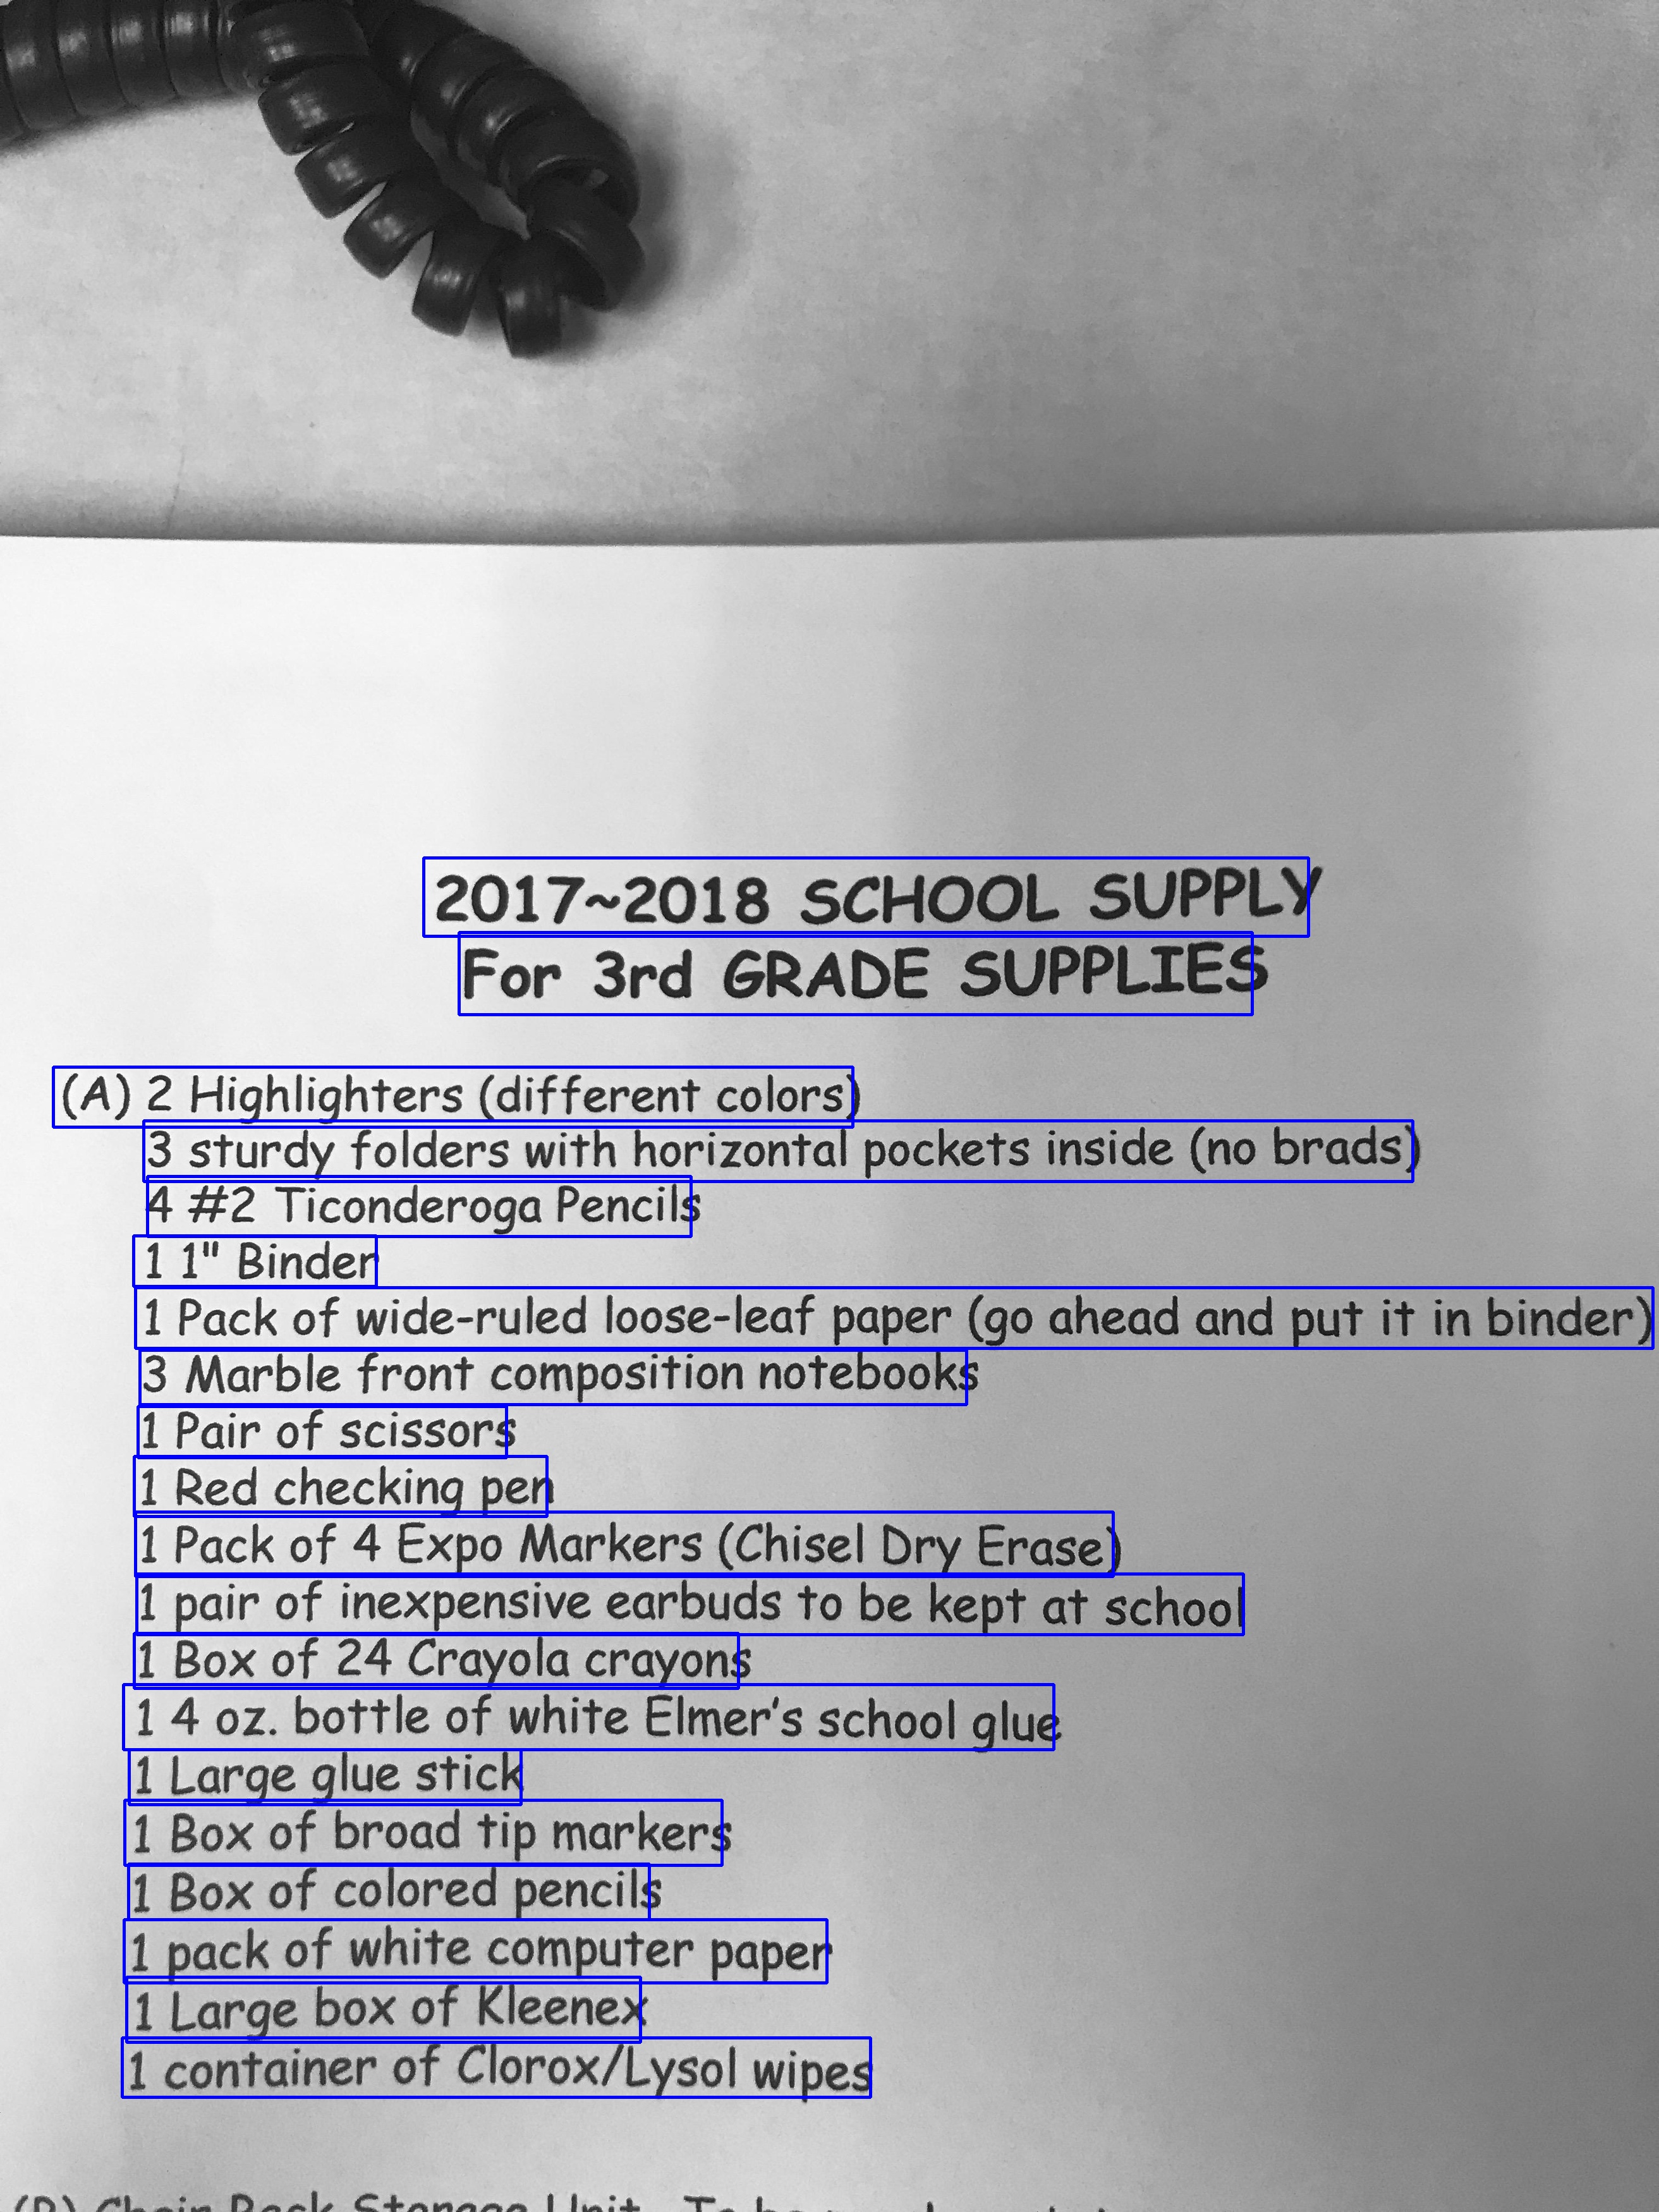 2017~2018 SCHOOL SUPPLY
For 3rd GRADE SUPPLIES
(A) 2 Highlighters (different colors)
3 sturdy folders with horizontal pockets inside (no brads)
4 #2 Ticonderoga Pencils
1 1" Binder
1 Pack of wide-ruled loose-leaf paper (go ahead and put it in binder)
3 Marble front composition notebooks
1 Pair of scissors
1 Red checking pen
1 Pack of 4 Expo Markers (Chisel Dry Erase)
1 pair of inexpensive earbuds to be kept at school
1 Box of 24 Crayola crayons
1 4 oz. bottle of white Elmer's school glue
1 Large glue stick
1 Box of broad tip markers
1 Box of colored pencils
1 pack of white computer paper
1 Large box of Kleenex
1 container of Clorox/Lysol wipes
(B) Chair Back Storage Unit